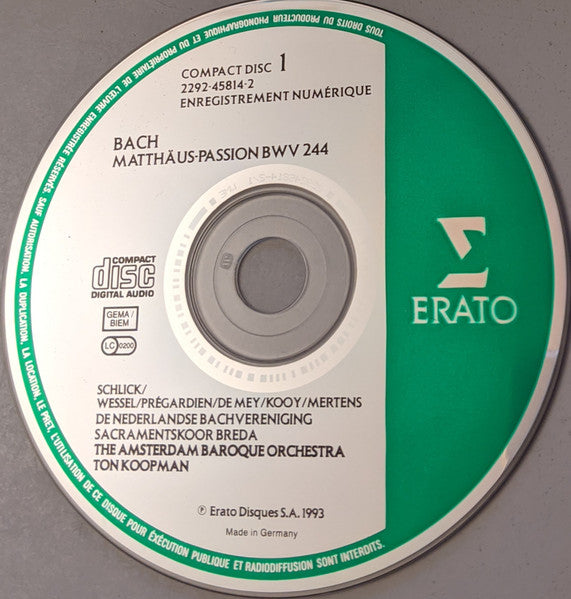 COMPACT DISC 1
2292-45814-2
ENREGISTREMENT NUMÉRIQUE
BACH
MATTHÄUS-PASSION BWV 244
ERATO
COMPACT
disc
DIGITAL AUDIO
GEMA/
BIEM
LC 0200
SCHLICK/
WESSEL/PRÉGARDIEN/DE MEY/KOOY/MERTENS
DE NEDERLANDSE BACHVERENIGING
SACRAMENTSKOOR BREDA
THE AMSTERDAM BAROQUE ORCHESTRA
TON KOOPMAN
℗ Erato Disques S.A. 1993
Made in Germany
TOUS DROITS DU PRODUCTEUR PHONOGRAPHIQUE ET DU PROPRIÉTAIRE DE L'ŒUVRE ENREGISTRÉE RÉSERVÉS. SAUF AUTORISATION, LA DUPLICATION, LA LOCATION, LE PRET, L'UTILISATION DE CE DISQUE POUR EXÉCUTION PUBLIQUE ET RADIODIFFUSION SONT INTERDITS.